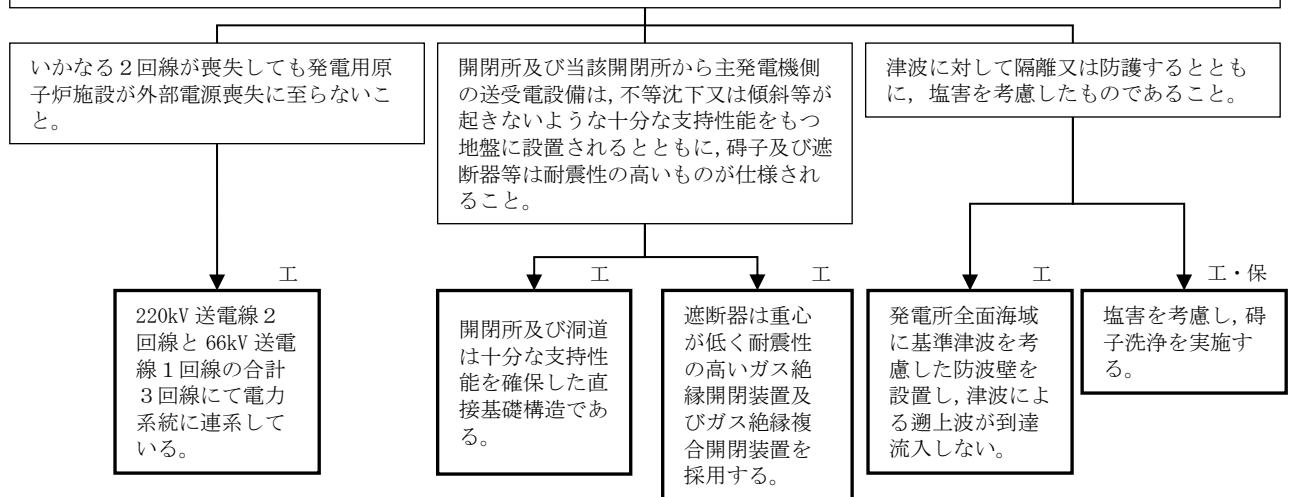 いかなる２回線が喪失しても発電用原
子炉施設が外部電源喪失に至らないこ
と。
開閉所及び当該開閉所から主発電機側
の送受電設備は，不等沈下又は傾斜等が
起きないような十分な支持性能をもつ
地盤に設置されるとともに，碍子及び遮
断器等は耐震性の高いものが仕様され
ること。
津波に対して隔離又は防護するととも
に，塩害を考慮したものであること。
工
220kV 送電線２
回線と 66kV 送電
線１回線の合計
３回線にて電力
系統に連系して
いる。
工
開閉所及び洞道
は十分な支持性
能を確保した直
接基礎構造であ
る。
工
遮断器は重心
が低く耐震性
の高いガス絶
縁開閉装置及
びガス絶縁複
合開閉装置を
採用する。
工
発電所全面海域
に基準津波を考
慮した防波壁を
設置し，津波によ
る遡上波が到達
流入しない。
工・保
塩害を考慮し，碍
子洗浄を実施す
る。